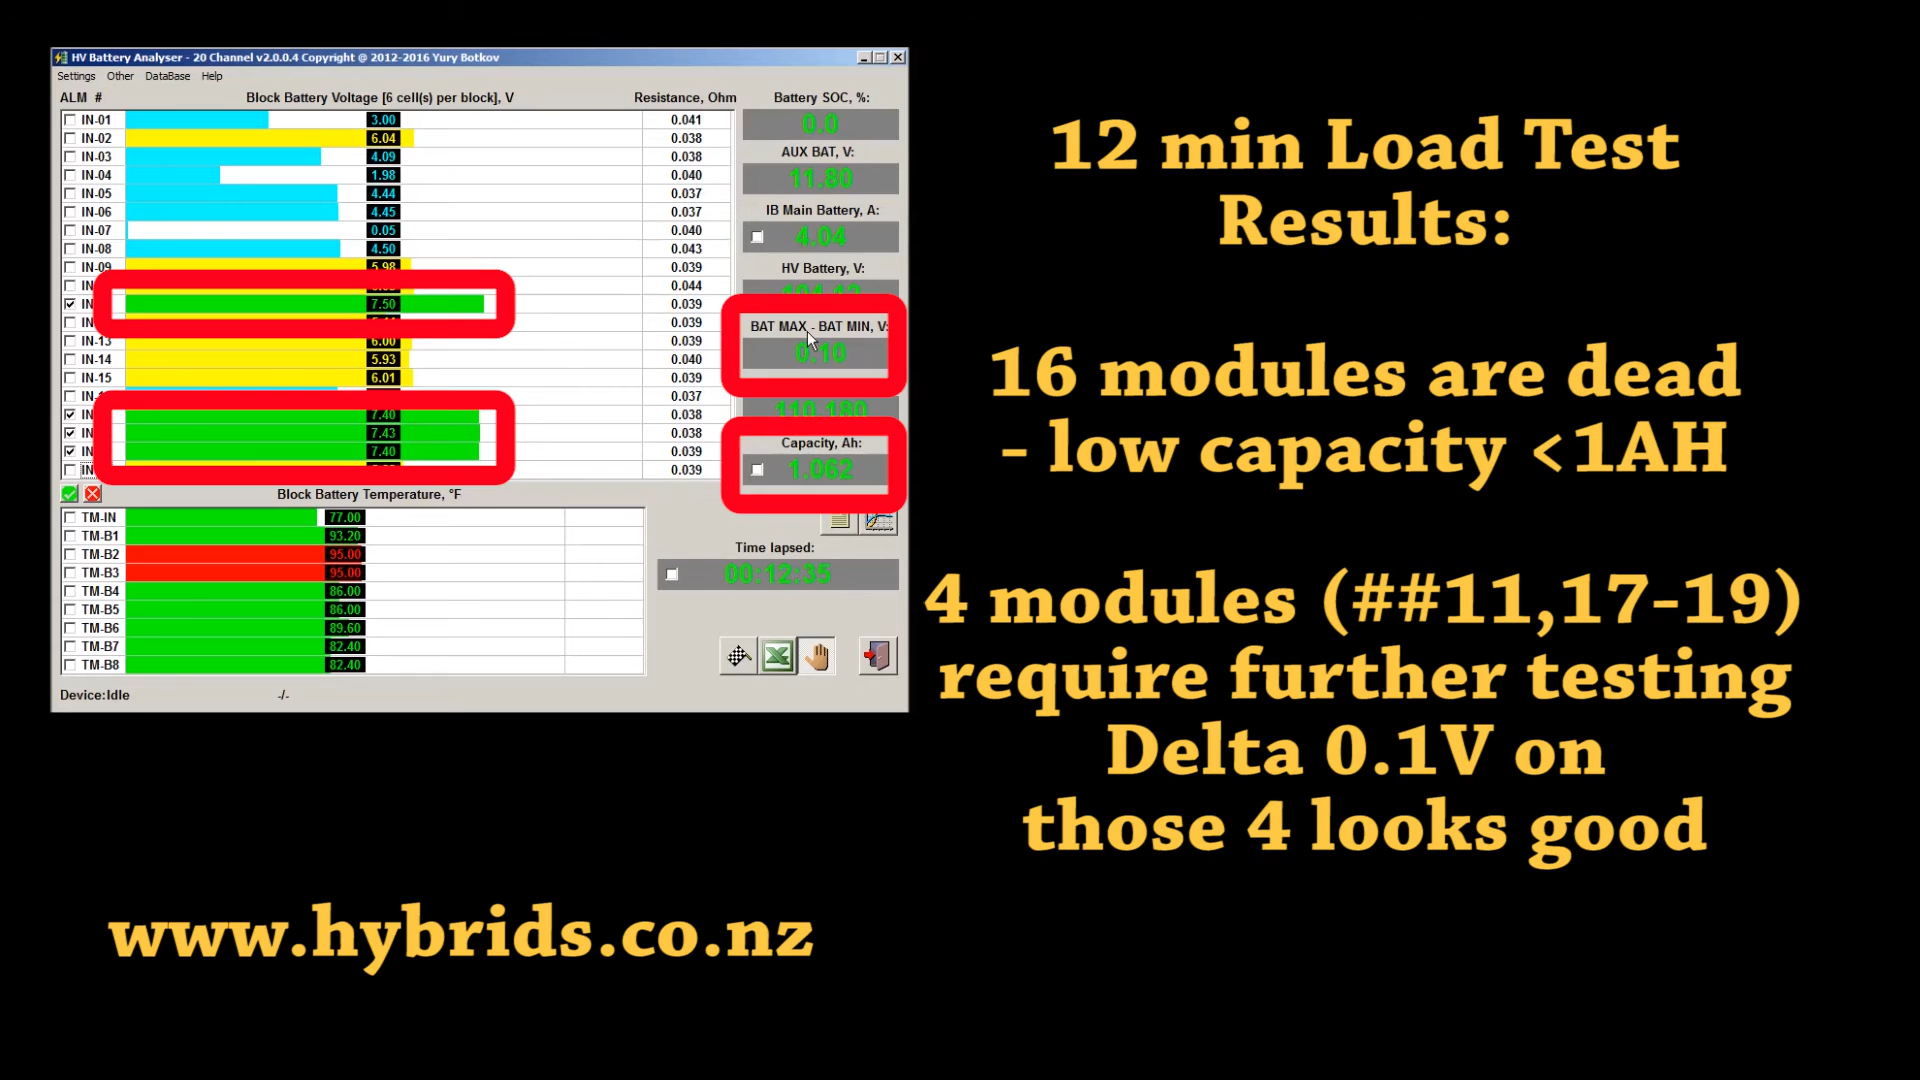 HV Battery Analyser - 20 Channel v2.0.0.4 Copyright @ 2012-2016 Yury Botkov
Settings Other DataBase Help
ALM # Block Battery Voltage [6 cell(s) per block], V Resistance, Ohm
IN-01 3.00 0.041
IN-02 6.04 0.038
IN-03 4.09 0.038
IN-04 1.98 0.040
IN-05 4.44 0.037
IN-06 4.45 0.037
IN-07 0.05 0.040
IN-08 4.50 0.043
IN-09 5.98 0.039
0.044
IN 7.50 0.039
IN 0.039
IN-13 6.00 0.039
IN-14 5.93 0.040
IN-15 6.01 0.039
0.037
IN 7.40 0.038
IN 7.43 0.038
IN 7.40 0.039
IN 0.039
Battery SOC, %:
0.0
AUX BAT, V:
11.80
IB Main Battery, A:
4.04
HV Battery, V:
BAT MAX - BAT MIN, V:
0.10
110.180
Capacity, Ah:
1.062
Block Battery Temperature, °F
TM-IN 77.00
TM-B1 93.20
TM-B2 95.00
TM-B3 95.00
TM-B4 86.00
TM-B5 86.00
TM-B6 89.60
TM-B7 82.40
TM-B8 82.40
Time lapsed:
00:12:35
Device:Idle -/-
12 min Load Test
Results:
16 modules are dead
- low capacity <1AH
4 modules (##11,17-19)
require further testing
Delta 0.1V on
those 4 looks good
www.hybrids.co.nz